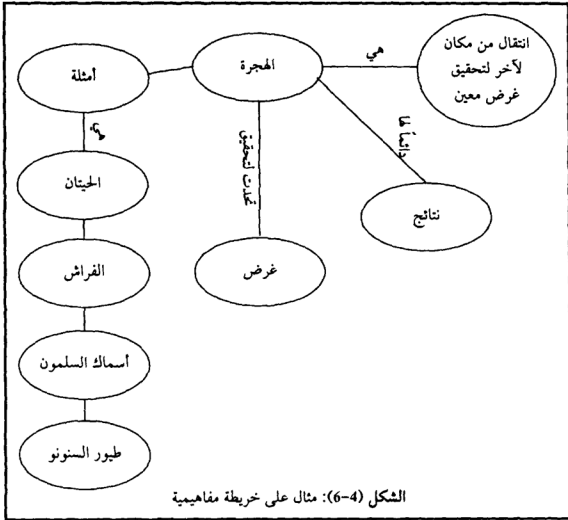 انتقال من مكان
لآخر لتحقيق
غرض معين
هي
الهجرة
أمثلة
هي
تحدث لتحقيق
دائماً لها
الحيتان
نتائج
الفراش
غرض
أسماك السلمون
طيور السنونو
الشكل (4-6): مثال على خريطة مفاهيمية